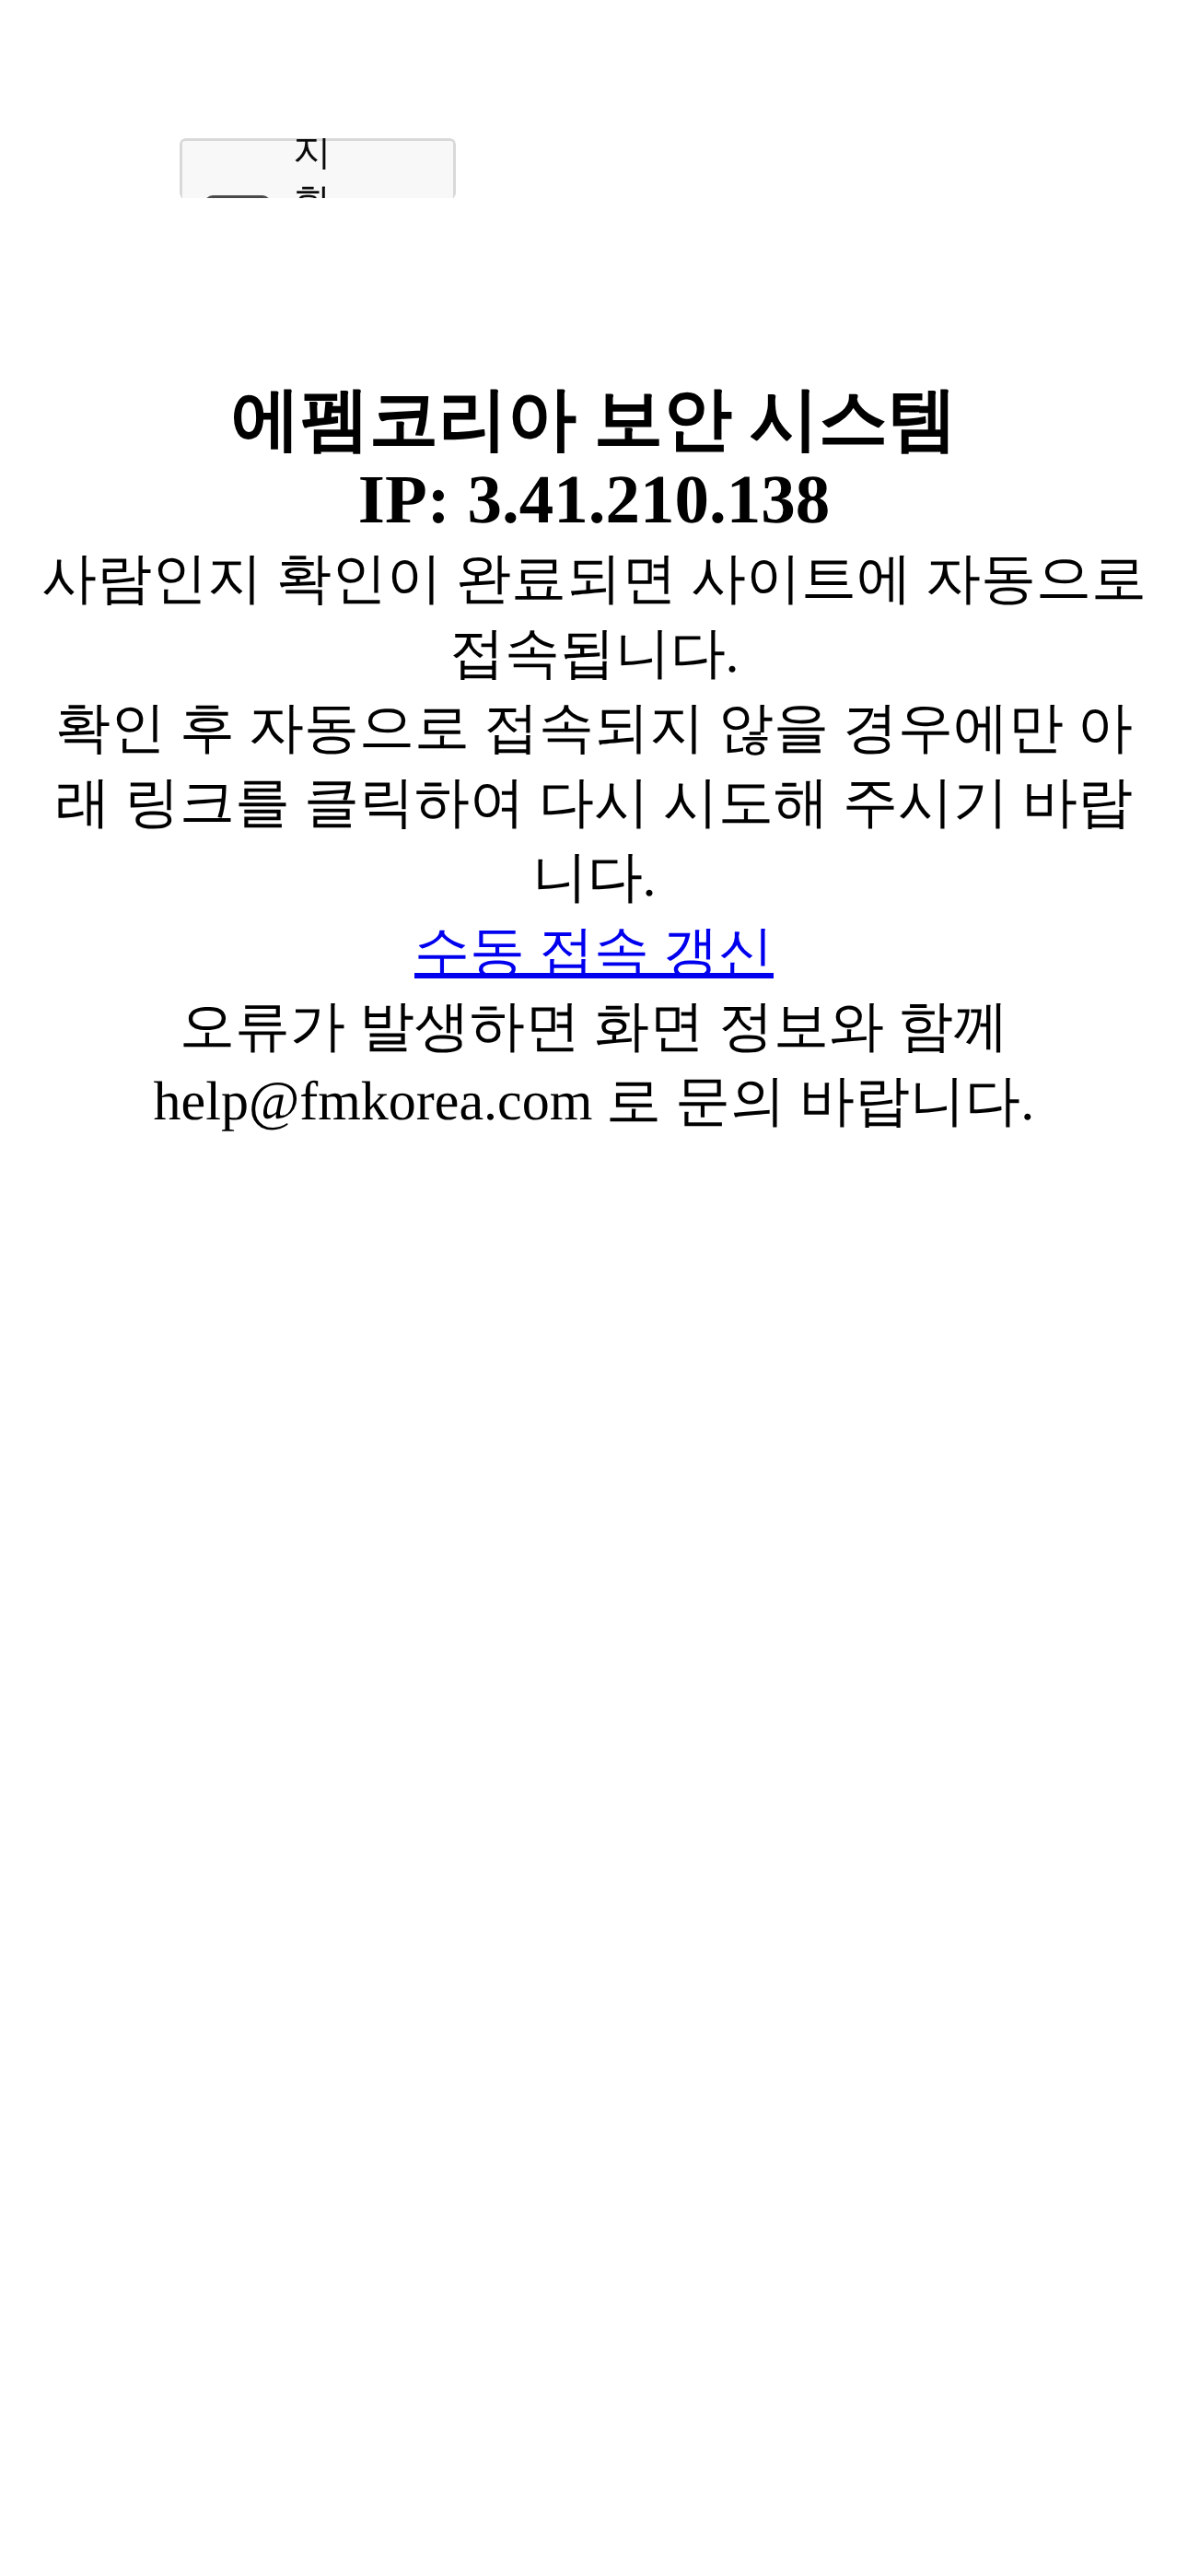 지
에펨코리아 보안 시스템
IP: 3.41.210.138
사람인지 확인이 완료되면 사이트에 자동으로
접속됩니다.
확인 후 자동으로 접속되지 않을 경우에만 아
래 링크를 클릭하여 다시 시도해 주시기 바랍
니다.
수동 접속 갱신
오류가 발생하면 화면 정보와 함께
help@fmkorea.com 로 문의 바랍니다.